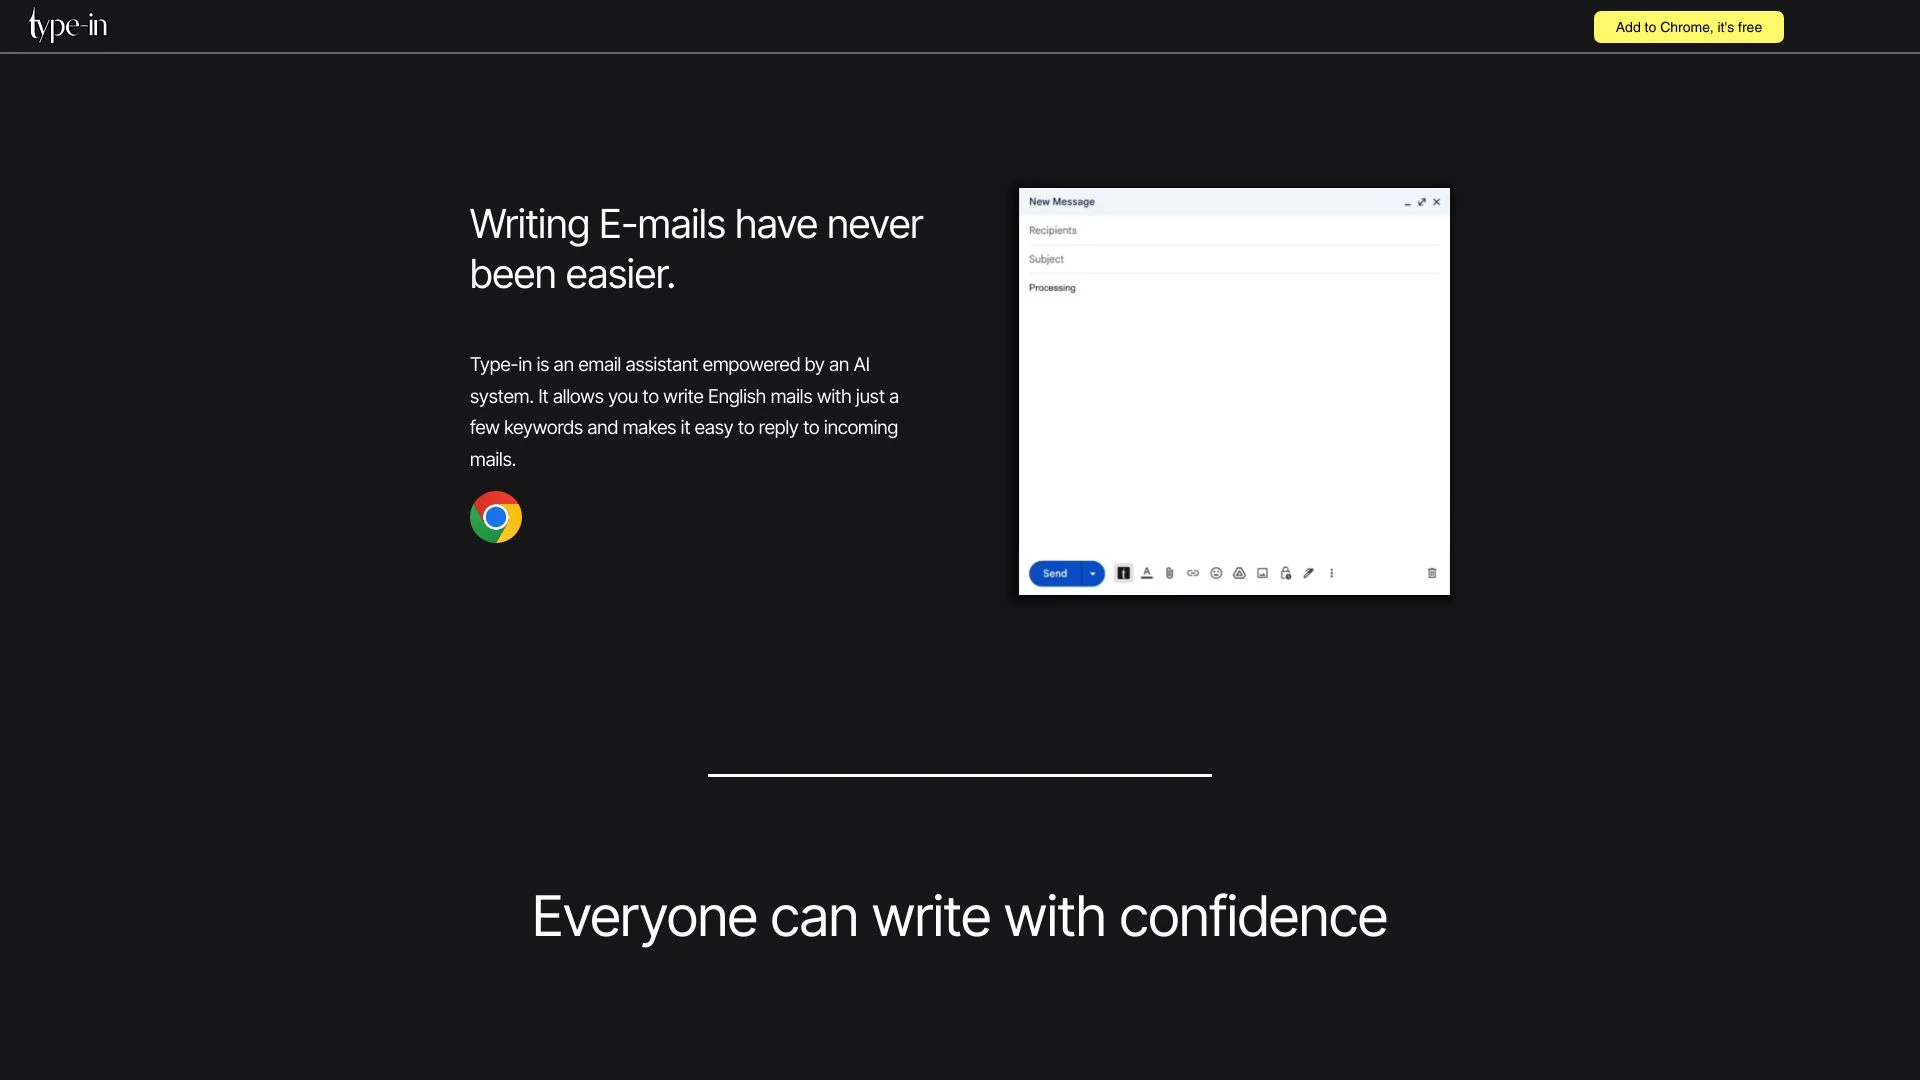 type-in
Add to Chrome, it's free
Writing E-mails have never
been easier.
Type-in is an email assistant empowered by an AI
system. It allows you to write English mails with just a
few keywords and makes it easy to reply to incoming
mails.
New Message
Recipients
Subject
Processing
Send
Everyone can write with confidence